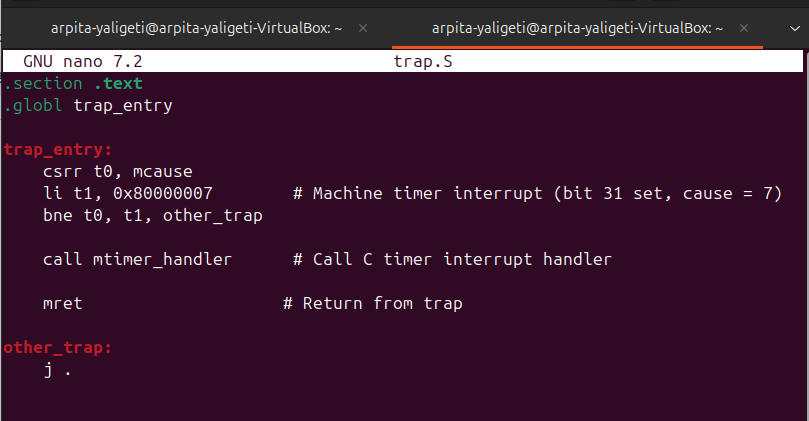 arpita-yaligeti@arpita-yaligeti-VirtualBox: ~ × arpita-yaligeti@arpita-yaligeti-VirtualBox: ~ ×
GNU nano 7.2 trap.S
.section .text
.globl trap_entry
trap_entry:
    csrr t0, mcause
    li t1, 0x80000007        # Machine timer interrupt (bit 31 set, cause = 7)
    bne t0, t1, other_trap
    call mtimer_handler      # Call C timer interrupt handler
    mret                    # Return from trap
other_trap:
    j .